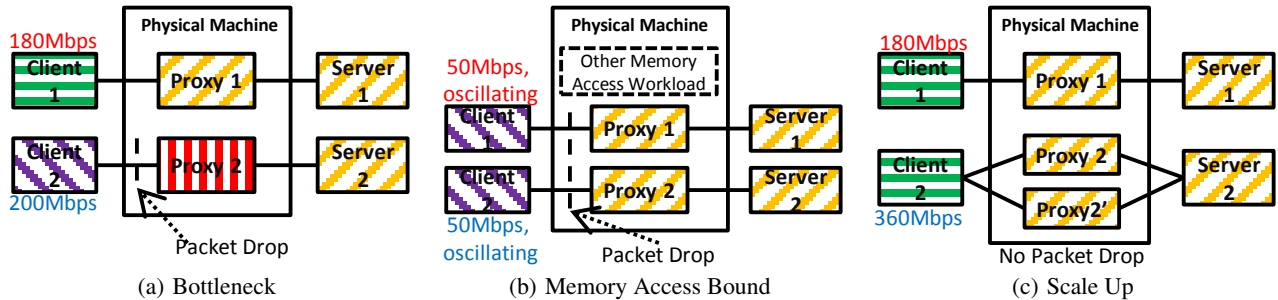 Physical Machine
180Mbps
Client
1
Proxy 1
Server
1
Client
2
Proxy 2
Server
2
200Mbps
Packet Drop
(a) Bottleneck
Physical Machine
Other Memory
Access Workload
50Mbps,
oscillating
Client
1
Proxy 1
Server
1
Client
2
Proxy 2
Server
2
50Mbps,
oscillating
Packet Drop
(b) Memory Access Bound
Physical Machine
180Mbps
Client
1
Proxy 1
Server
1
Client
2
Proxy 2
Proxy2'
Server
2
360Mbps
No Packet Drop
(c) Scale Up